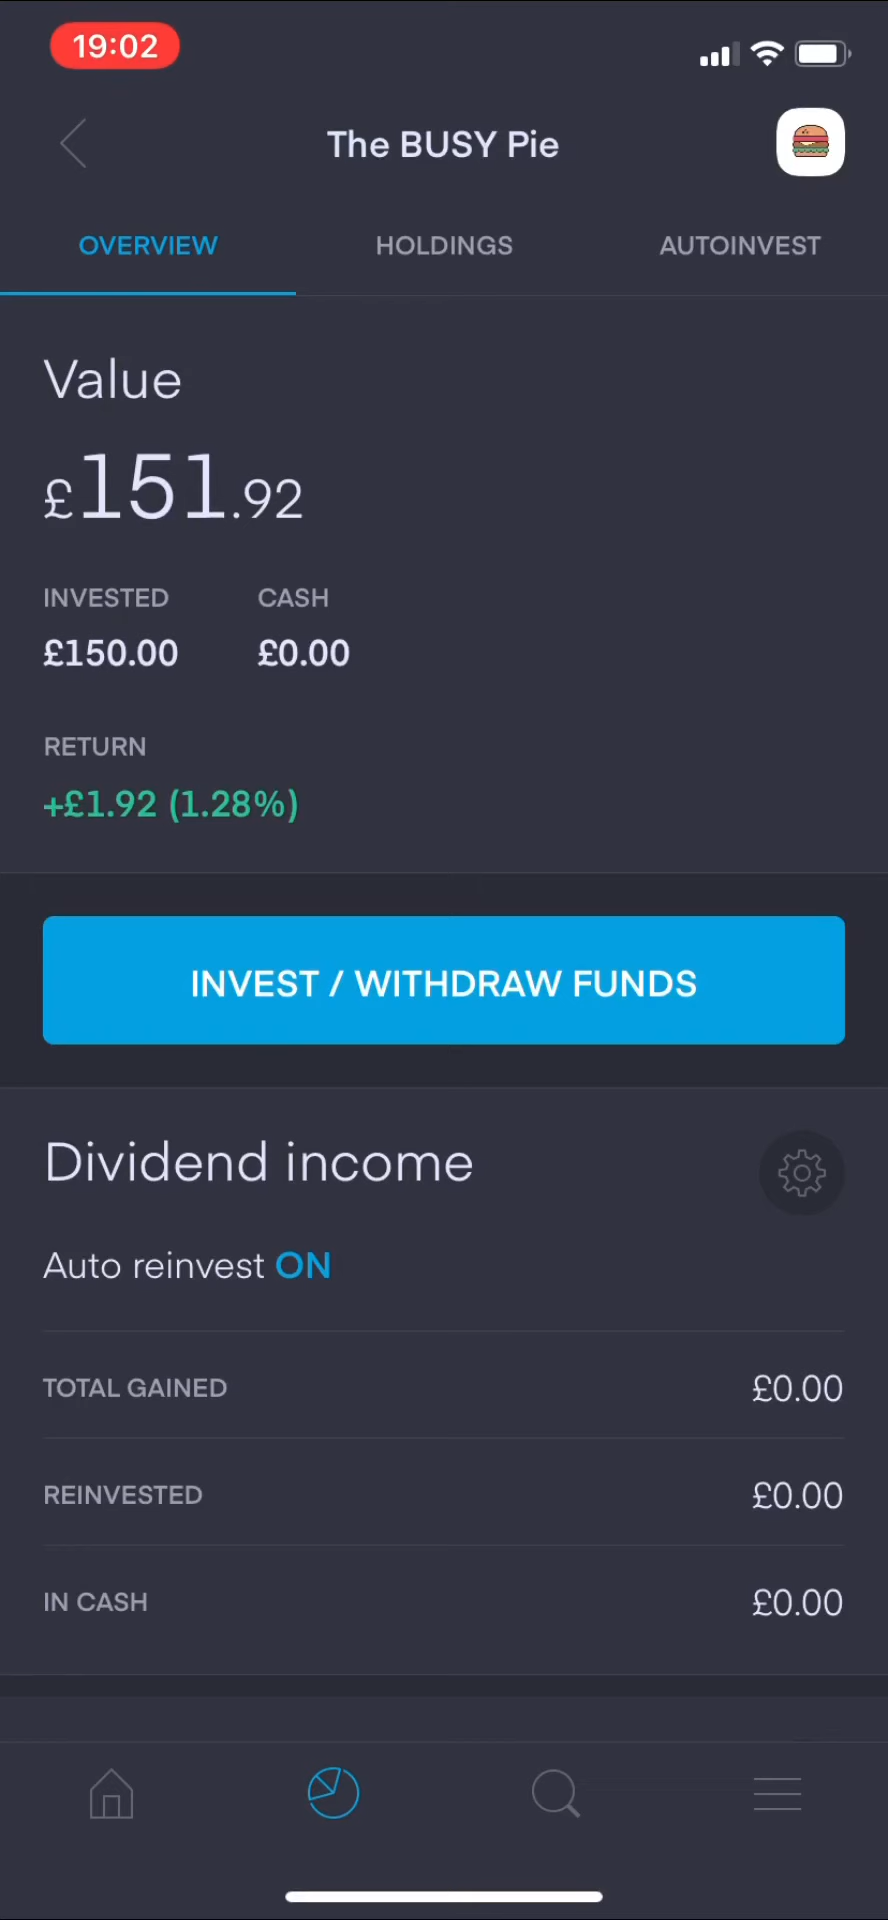 19:02
The BUSY Pie
OVERVIEW HOLDINGS AUTOINVEST
Value
£151.92
INVESTED CASH
£150.00 £0.00
RETURN
+£1.92 (1.28%)
INVEST / WITHDRAW FUNDS
Dividend income
Auto reinvest ON
TOTAL GAINED £0.00
REINVESTED £0.00
IN CASH £0.00